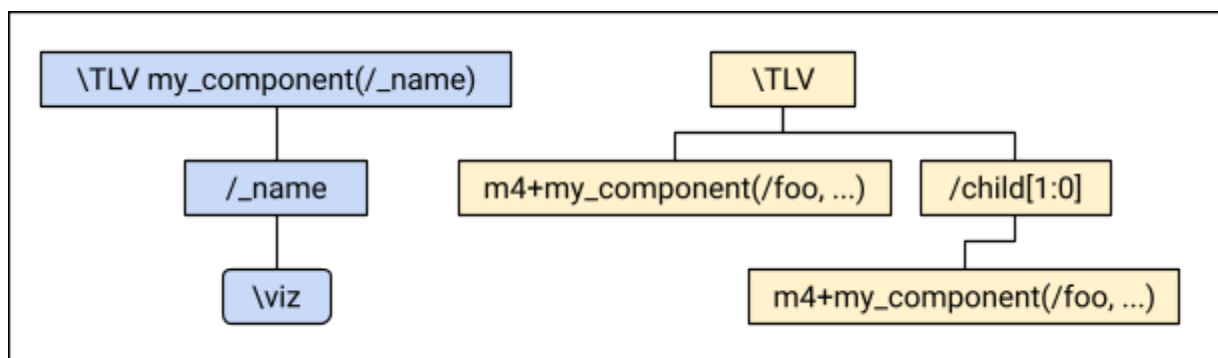 \TLV my_component(/_name)
\TLV
/_name
m4+my_component(/foo, ...)
/child[1:0]
\viz
m4+my_component(/foo, ...)